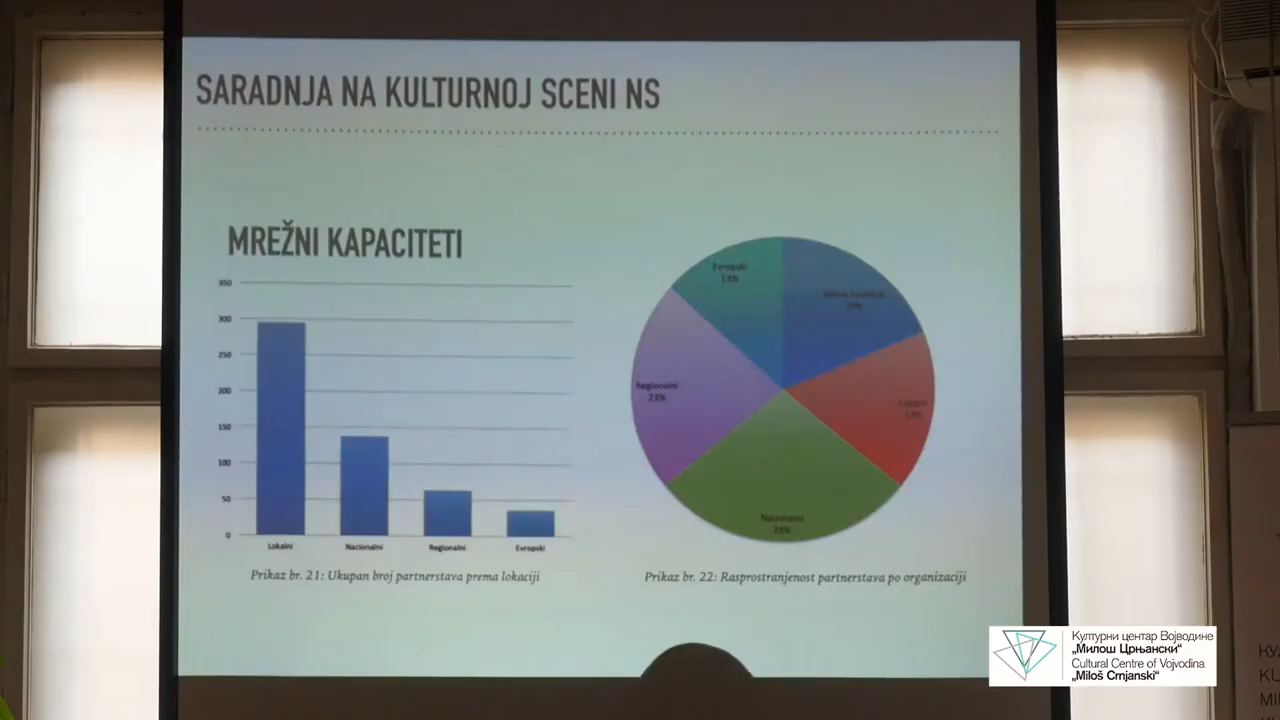 SARADNJA NA KULTURNOJ SCENI NS
MREŽNI KAPACITETI
350
300
250
200
150
100
50
0
Lokalni
Nacionalni
Regionalni
Evropski
Prikaz br. 21: Ukupan broj partnerstava prema lokaciji
Evropski
13%
Regionalni
23%
Prikaz br. 22: Rasprostranjenost partnerstava po organizaciji
Културни центар Војводине
„Милош Црњански“
Cultural Centre of Vojvodina
„Miloš Crnjanski“